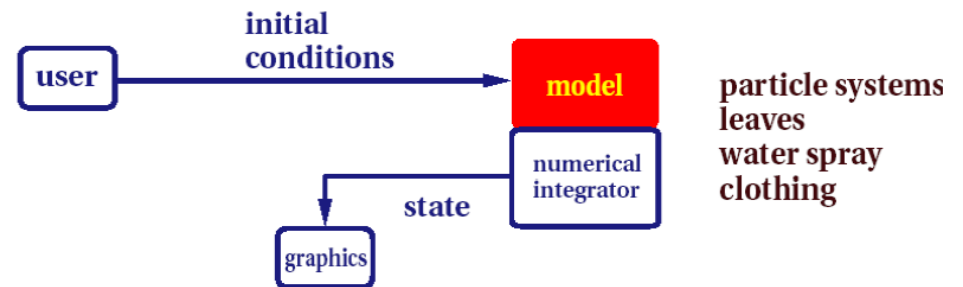 initial
conditions
user
model
particle systems
leaves
water spray
clothing
numerical
integrator
state
graphics